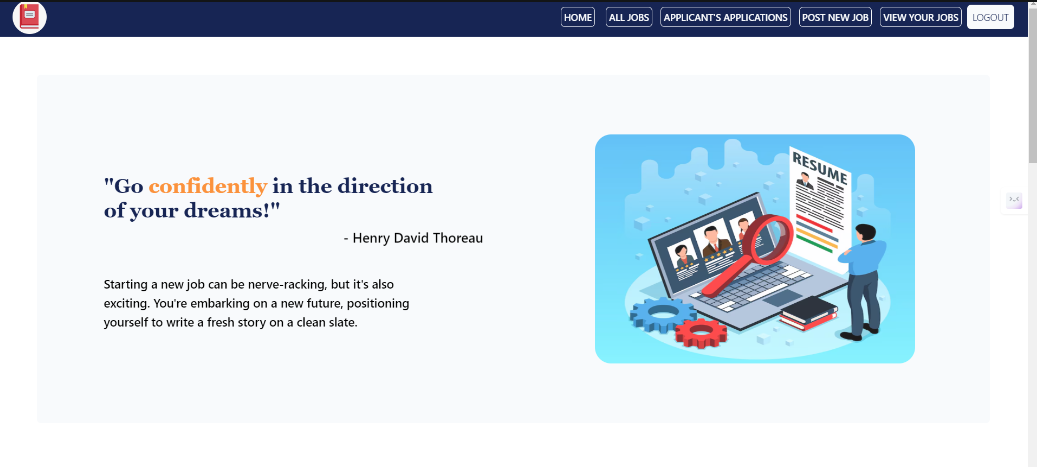 HOME
ALL JOBS
APPLICANT'S APPLICATIONS
POST NEW JOB
VIEW YOUR JOBS
LOGOUT
"Go confidently in the direction
of your dreams!"
- Henry David Thoreau
Starting a new job can be nerve-racking, but it's also
exciting. You're embarking on a new future, positioning
yourself to write a fresh story on a clean slate.
RESUME